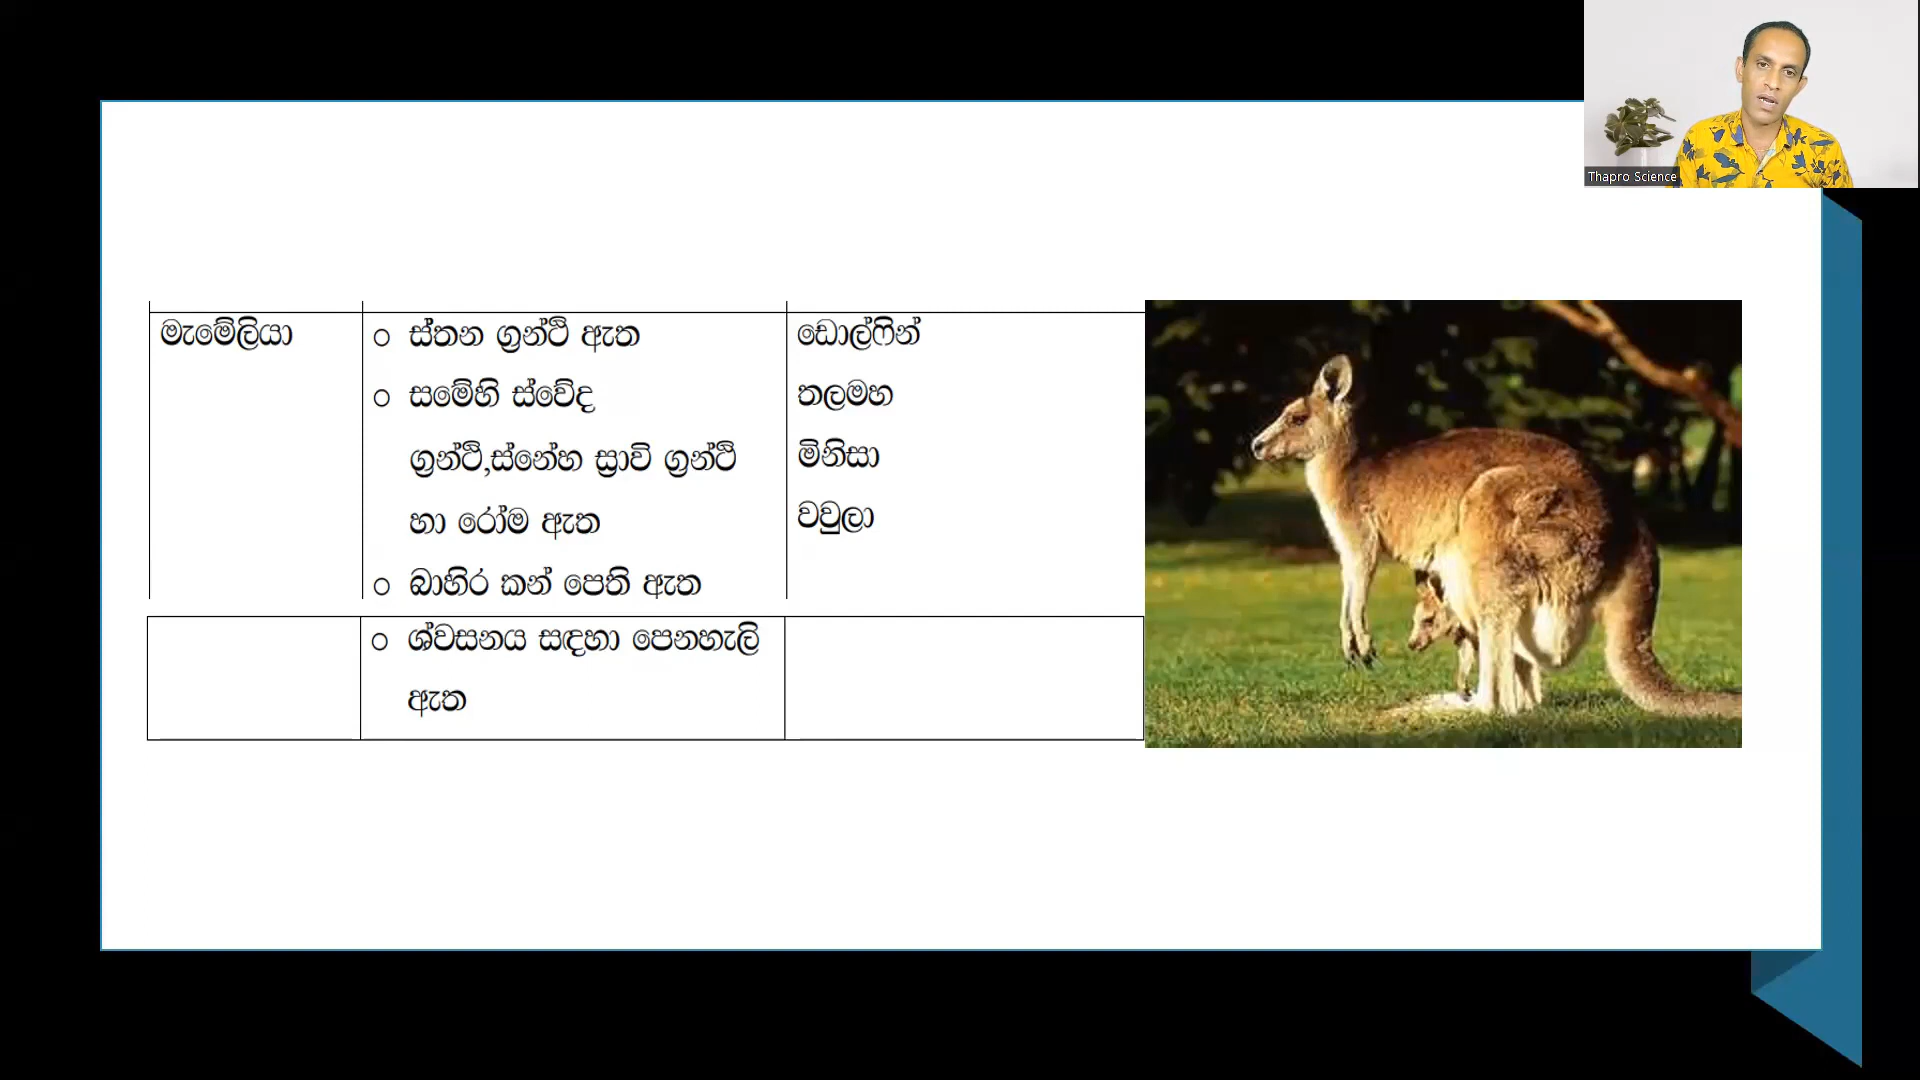 Thapro Science
මැමේලියා
o ස්තන ග්‍රන්ථි ඇත
o සමේහි ස්වේද
ග්‍රන්ථි,ස්නේහ ස්‍රාවි ග්‍රන්ථි
හා රෝම ඇත
o බාහිර කන් පෙති ඇත
o ශ්වසනය සඳහා පෙනහැලි
ඇත
ඩොල්ෆින්
තලමහ
මිනිසා
වවුලා